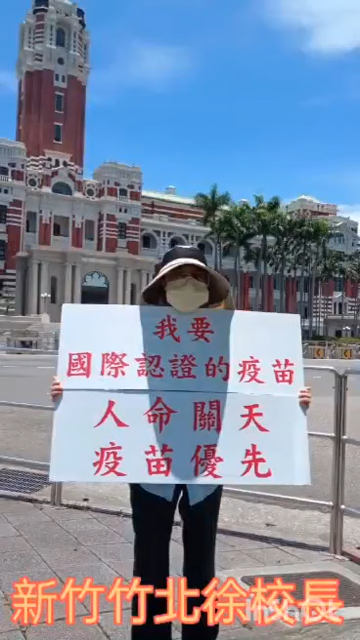 我要
國際認證的疫苗
人命關天
疫苗優先
新竹竹北徐校長